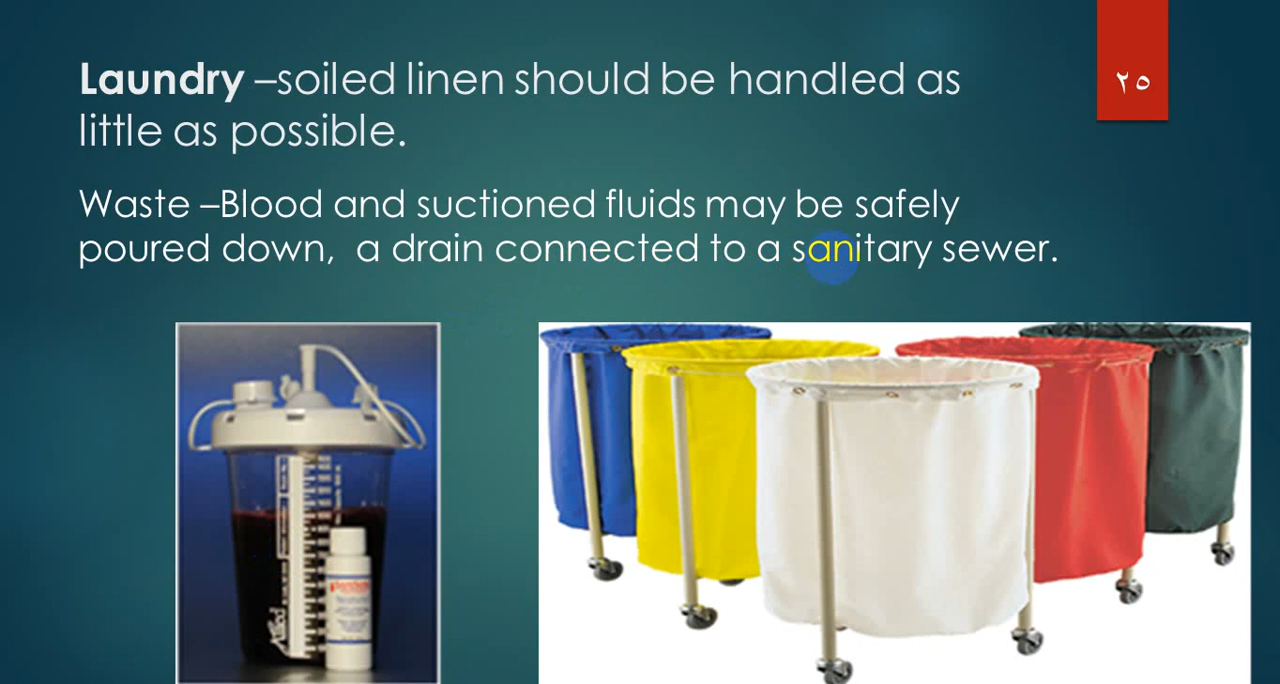 Laundry –soiled linen should be handled as
little as possible.
٢٥
Waste –Blood and suctioned fluids may be safely
poured down,  a drain connected to a sanitary sewer.